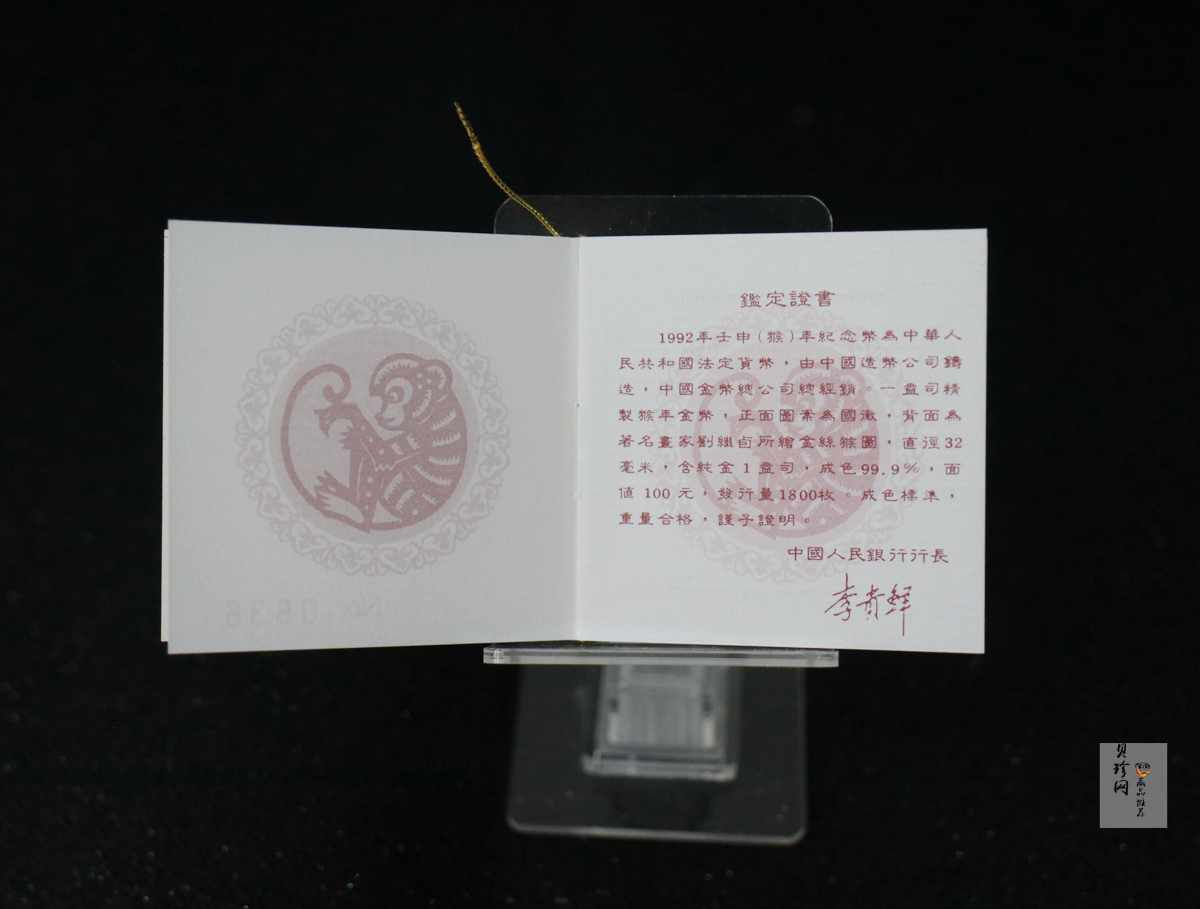 鑑定證書
1992年壬申(猴)年紀念幣為中華人
民共和國法定貨幣，由中國造幣公司鑄
造，中國金幣總公司總經銷。一盎司精
製猴年金幣，正面圖案為國徽，背面為
著名畫家劉繼卣所繪金絲猴圖，直徑32
毫米，含純金1盎司，成色99.9%，面
值100元，發行量1800枚。成色標準，
重量合格，謹予證明。
中國人民銀行行長
李贵鲜
贝珍网